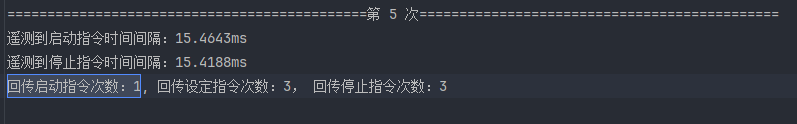 ===========================================第 5 次===========================================
遥测到启动指令时间间隔：15.4643ms
遥测到停止指令时间间隔：15.4188ms
回传启动指令次数：1, 回传设定指令次数：3, 回传停止指令次数：3